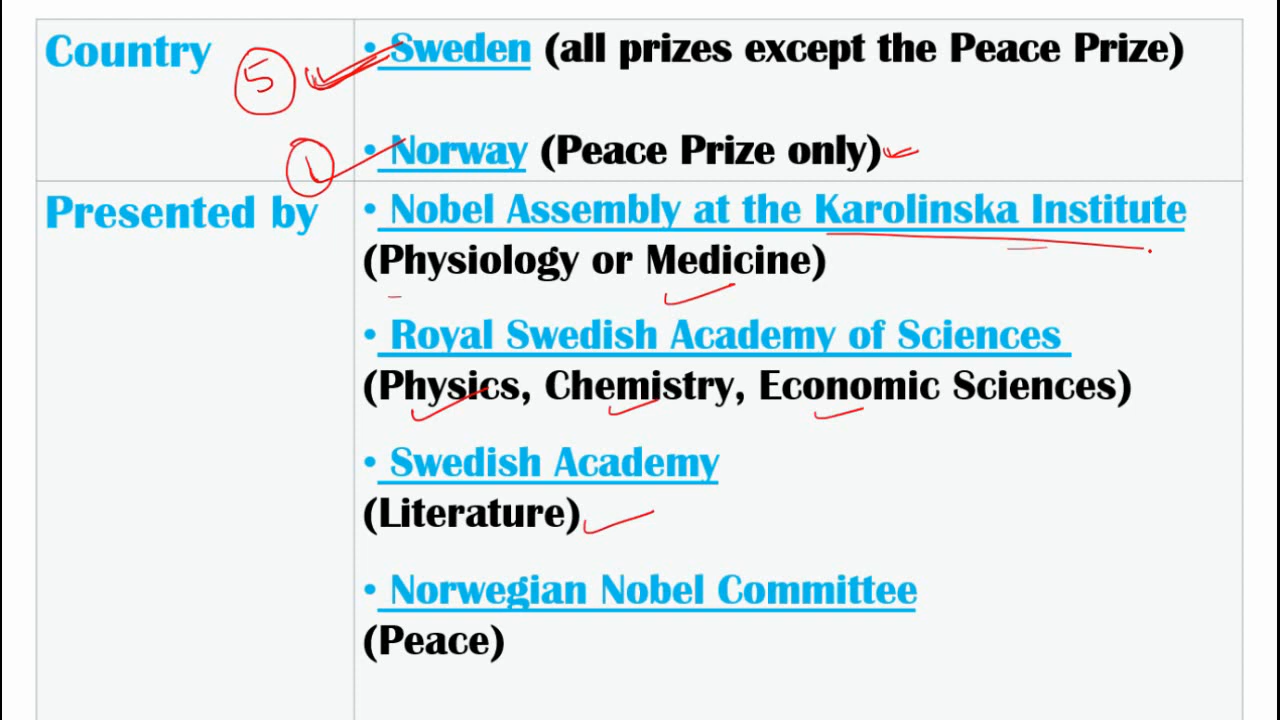 Country
• Sweden (all prizes except the Peace Prize)
5
• Norway (Peace Prize only)
1
Presented by
• Nobel Assembly at the Karolinska Institute
(Physiology or Medicine)
• Royal Swedish Academy of Sciences
(Physics, Chemistry, Economic Sciences)
• Swedish Academy
(Literature)
• Norwegian Nobel Committee
(Peace)